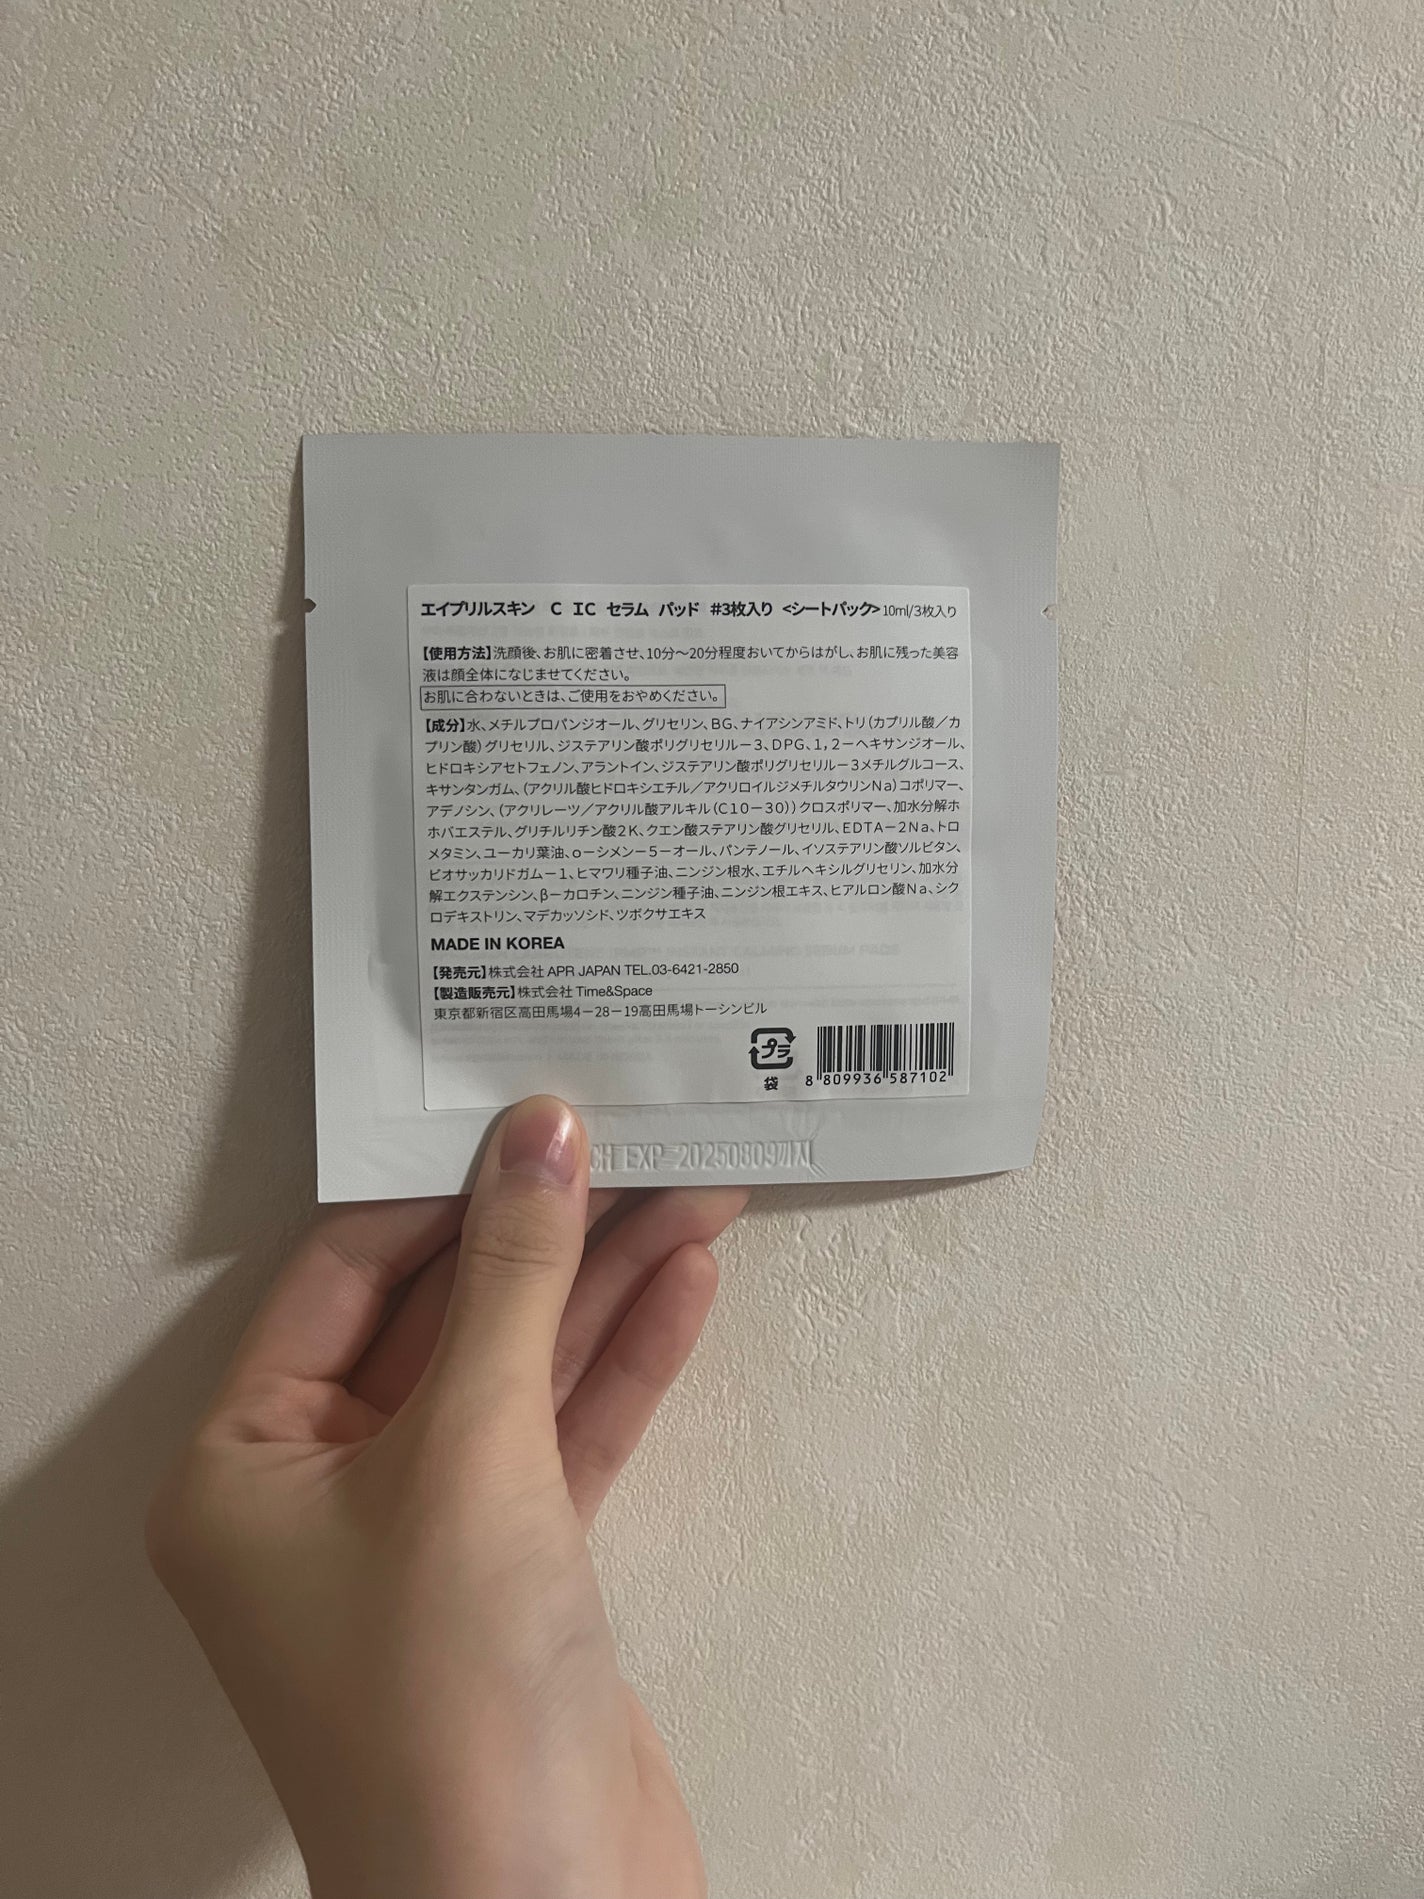 エイプリルスキン C IC セラム パッド #3枚入り <シートパック> 10ml/3枚入り
【使用方法】洗顔後、お肌に密着させ、10分～20分程度おいてからはがし、お肌に残った美容
液は顔全体になじませてください。
お肌に合わないときは、ご使用をおやめください。
【成分】水、メチルプロパンジオール、グリセリン、BG、ナイアシンアミド、トリ(カプリル酸／カ
プリン酸)グリセリル、ジステアリン酸ポリグリセリル－3、DPG、1，2－ヘキサンジオール、
ヒドロキシアセトフェノン、アラントイン、ジステアリン酸ポリグリセリル－3メチルグルコース、
キサンタンガム、(アクリル酸ヒドロキシエチル／アクリロイルジメチルタウリンNa)コポリマー、
アデノシン、(アクリレーツ／アクリル酸アルキル(C10－30))クロスポリマー、加水分解ホ
ホバエステル、グリチルリチン酸2K、クエン酸ステアリン酸グリセリル、EDTA－2Na、トロ
メタミン、ユーカリ葉油、o－シメン－5－オール、パンテノール、イソステアリン酸ソルビタン、
ビオサッカリドガム－1、ヒマワリ種子油、ニンジン根水、エチルヘキシルグリセリン、加水分
解エクステンシン、β－カロチン、ニンジン種子油、ニンジン根エキス、ヒアルロン酸Na、シク
ロデキストリン、マデカッソシド、ツボクサエキス
MADE IN KOREA
【発売元】株式会社 APR JAPAN TEL.03-6421-2850
【製造販売元】株式会社 Time&Space
東京都新宿区高田馬場4－28－19高田馬場トーシンビル
プラ
袋
8 809936 587102
CH EXP 20250809까지